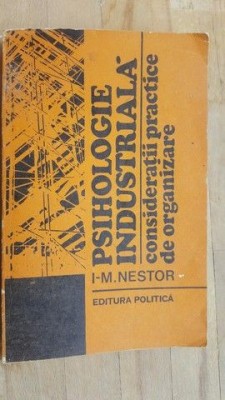 PSIHOLOGIE
INDUSTRIALĂ
considerații practice
de organizare
I-M. NESTOR
EDITURA POLITICĂ